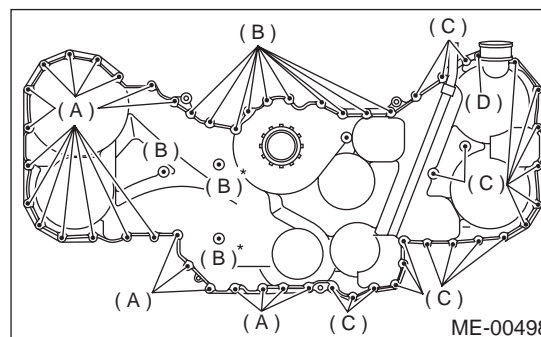 ( B ) ( C )
( A ) ( D )
( B ) ( B ) * ( C )
( B ) *
( A ) ( A ) ( C ) ( C )
ME-00498